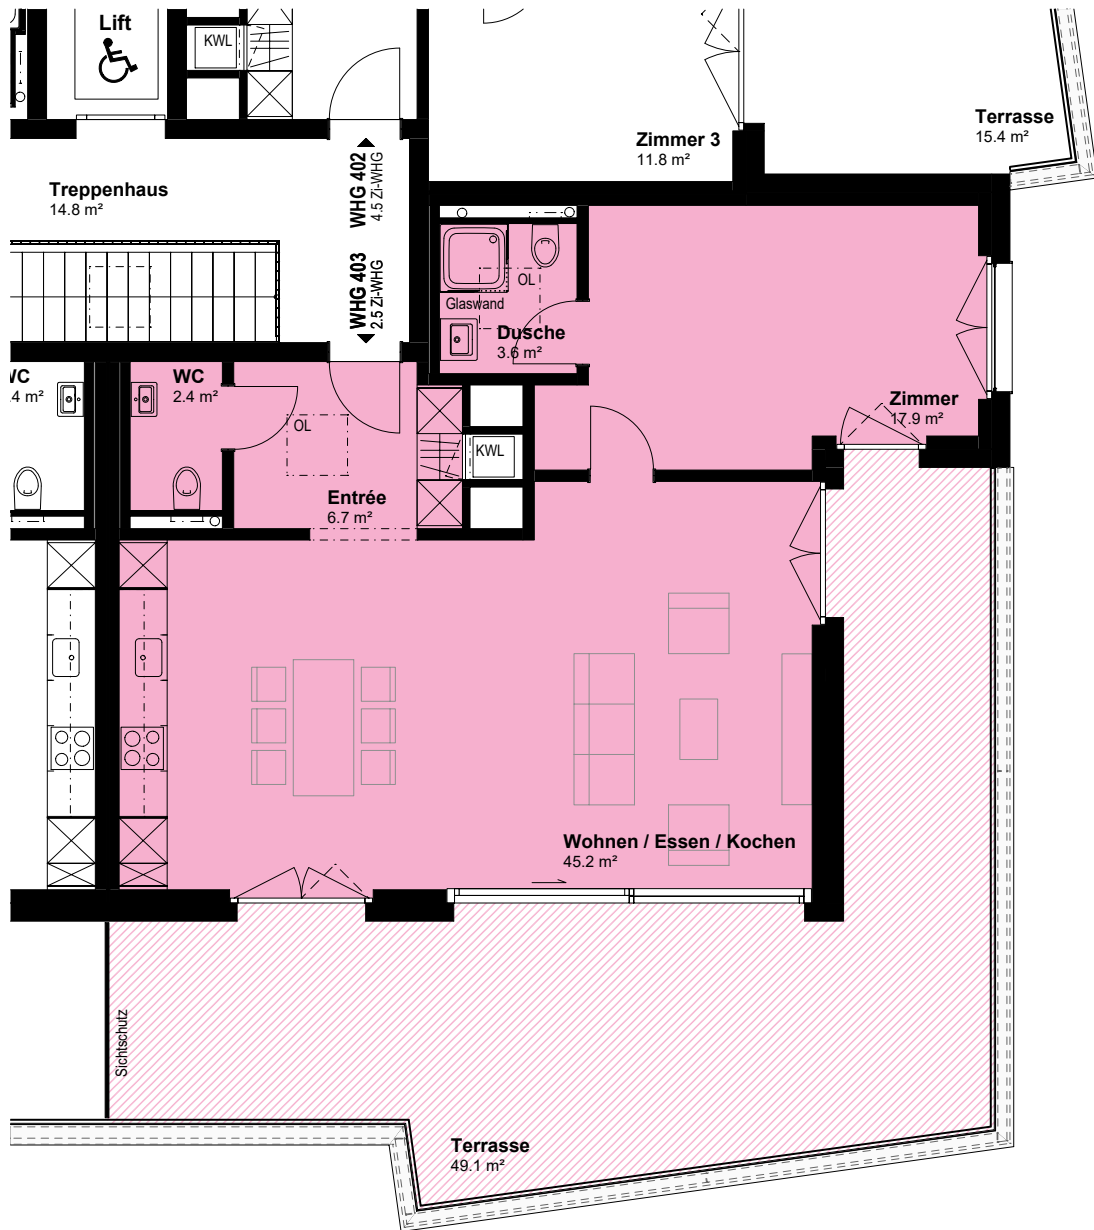 Lift
KWL
Terrasse
15.4 m²
Zimmer 3
11.8 m²
Treppenhaus
14.8 m²
WHG 402
4.5 Zi-WHG
WHG 403
2.5 Zi-WHG
OL
Glaswand
Dusche
3.6 m²
WC
.4 m²
WC
2.4 m²
Zimmer
17.9 m²
OL
KWL
Entrée
6.7 m²
Wohnen / Essen / Kochen
45.2 m²
Sichtschutz
Terrasse
49.1 m²